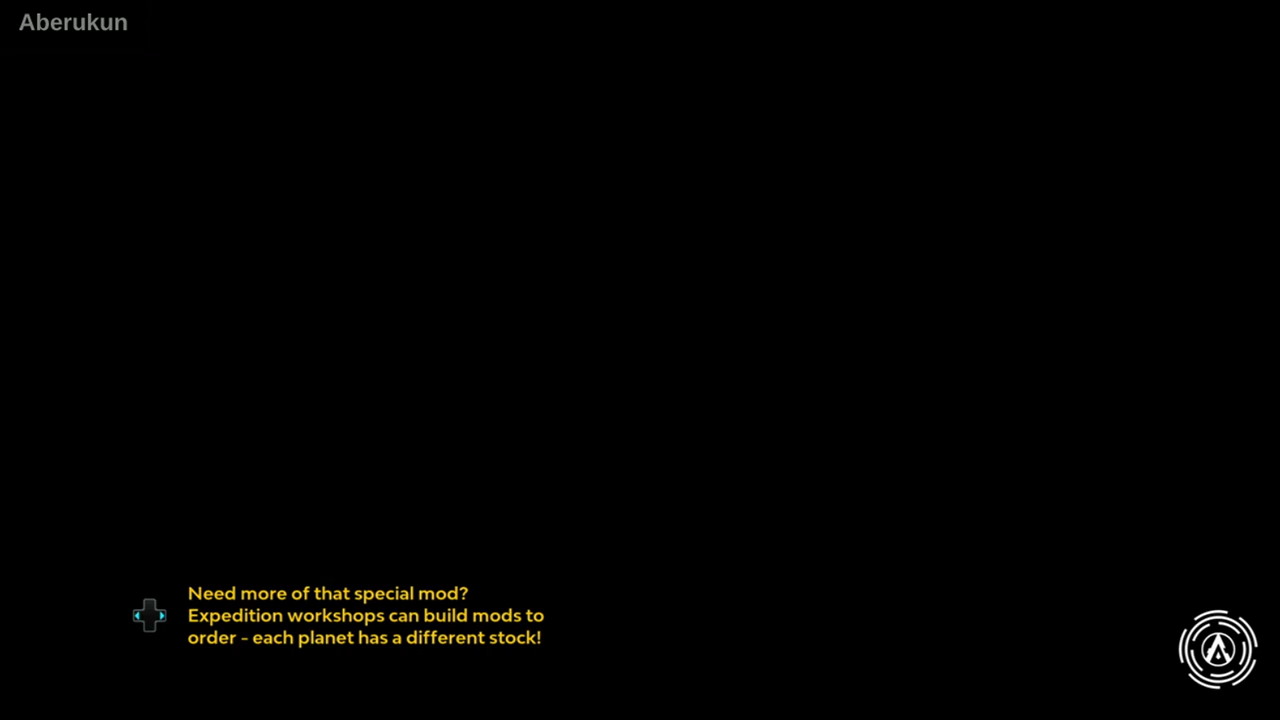 Aberukun
Need more of that special mod?
Expedition workshops can build mods to
order - each planet has a different stock!